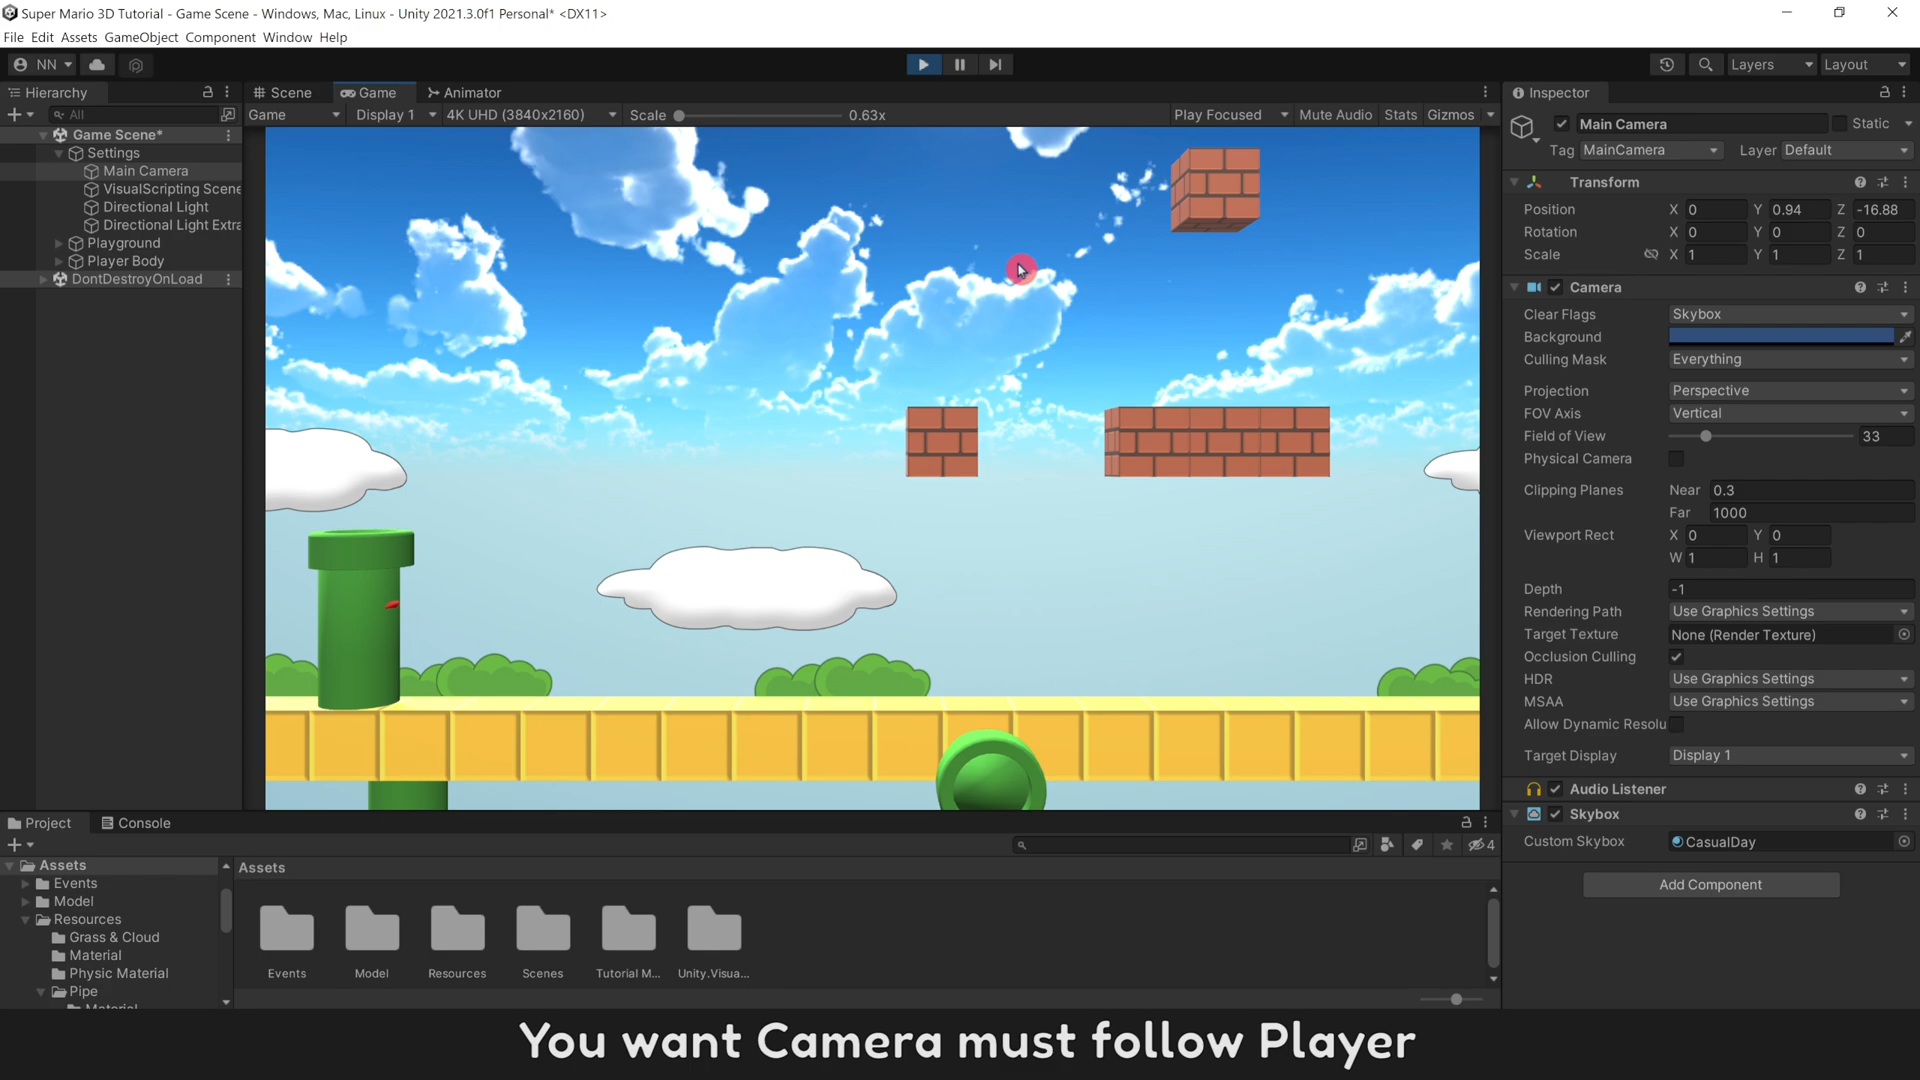 Super Mario 3D Tutorial - Game Scene - Windows, Mac, Linux - Unity 2021.3.0f1 Personal* <DX11>
File Edit Assets GameObject Component Window Help
NN
Layers
Layout
Hierarchy
All
Game Scene*
Settings
Main Camera
VisualScripting Scene
Directional Light
Directional Light Extra
Playground
Player Body
DontDestroyOnLoad
Scene
Game
Animator
Game
Display 1
4K UHD (3840x2160)
Scale
0.63x
Play Focused
Mute Audio
Stats
Gizmos
Inspector
Main Camera
Static
Tag MainCamera
Layer Default
Transform
Position X 0 Y 0.94 Z -16.88
Rotation X 0 Y 0 Z 0
Scale X 1 Y 1 Z 1
Camera
Clear Flags Skybox
Background
Culling Mask Everything
Projection Perspective
FOV Axis Vertical
Field of View 33
Physical Camera
Clipping Planes Near 0.3
Far 1000
Viewport Rect X 0 Y 0
W 1 H 1
Depth -1
Rendering Path Use Graphics Settings
Target Texture None (Render Texture)
Occlusion Culling
HDR Use Graphics Settings
MSAA Use Graphics Settings
Allow Dynamic Resolu
Target Display Display 1
Audio Listener
Skybox
Custom Skybox CasualDay
Add Component
Project
Console
4
Assets
Events
Model
Resources
Grass & Cloud
Material
Physic Material
Pipe
Assets
Events
Model
Resources
Scenes
Tutorial M...
Unity.Visua...
You want Camera must follow Player